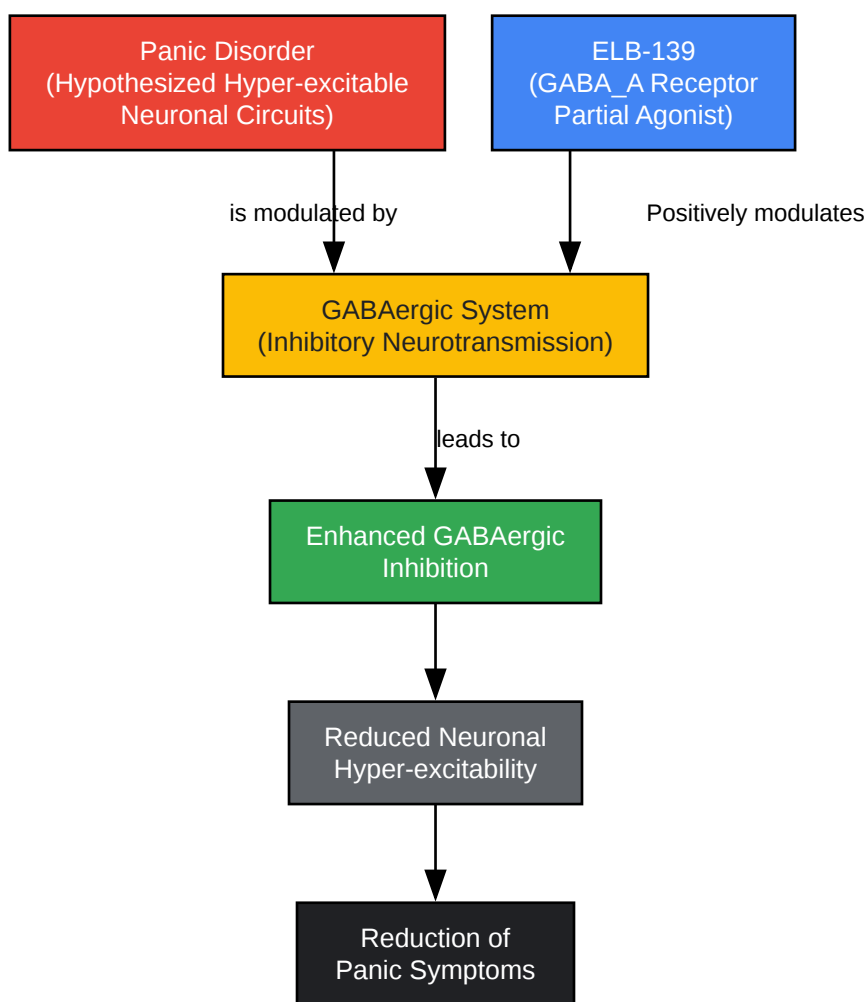 Panic Disorder
(Hypothesized Hyper-excitable
Neuronal Circuits)
ELB-139
(GABA_A Receptor
Partial Agonist)
is modulated by
Positively modulates
GABAergic System
(Inhibitory Neurotransmission)
leads to
Enhanced GABAergic
Inhibition
Reduced Neuronal
Hyper-excitability
Reduction of
Panic Symptoms